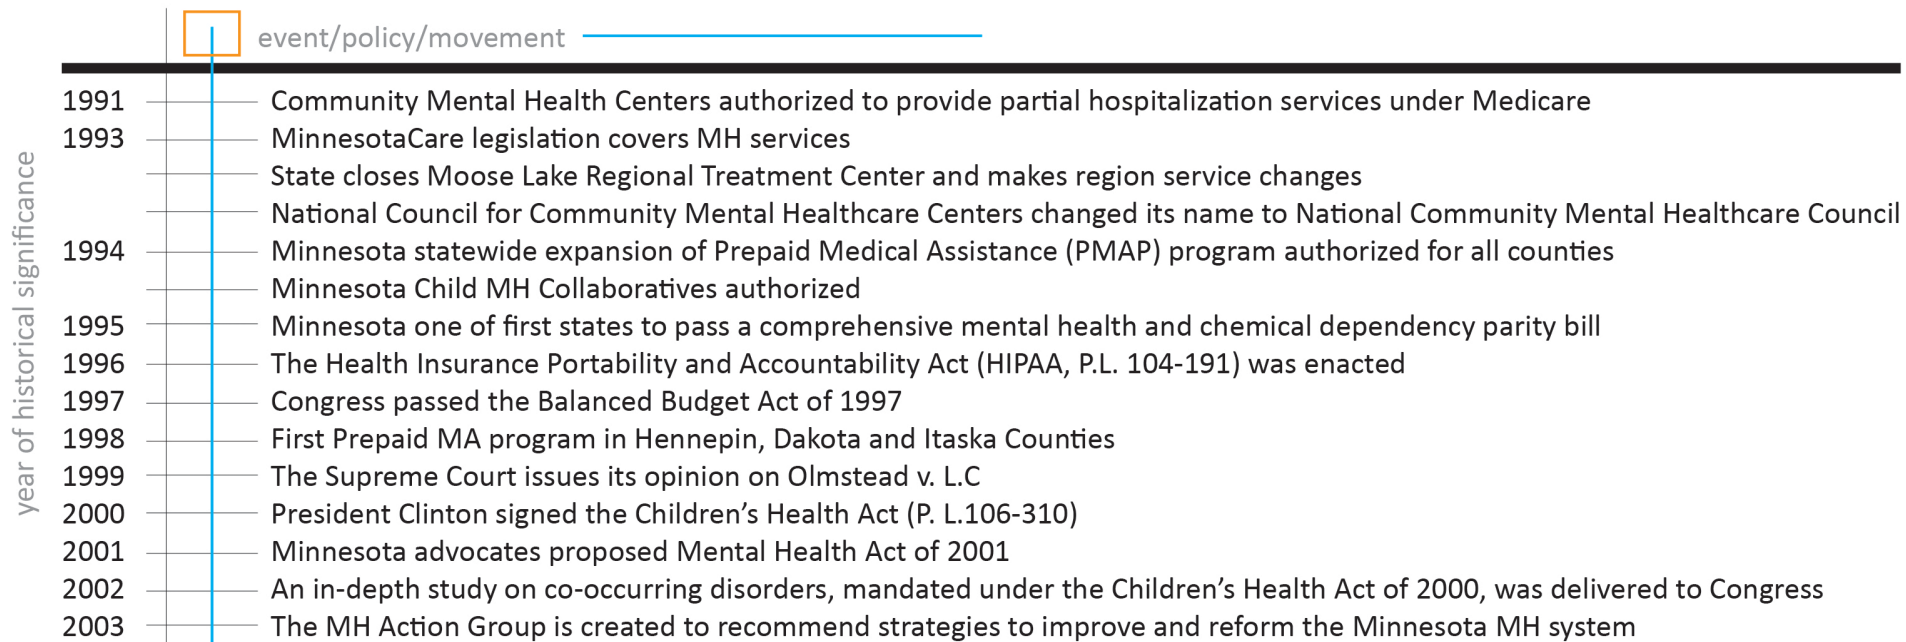 event/policy/movement
year of historical significance
1991 Community Mental Health Centers authorized to provide partial hospitalization services under Medicare
1993 MinnesotaCare legislation covers MH services
State closes Moose Lake Regional Treatment Center and makes region service changes
National Council for Community Mental Healthcare Centers changed its name to National Community Mental Healthcare Council
1994 Minnesota statewide expansion of Prepaid Medical Assistance (PMAP) program authorized for all counties
Minnesota Child MH Collaboratives authorized
1995 Minnesota one of first states to pass a comprehensive mental health and chemical dependency parity bill
1996 The Health Insurance Portability and Accountability Act (HIPAA, P.L. 104-191) was enacted
1997 Congress passed the Balanced Budget Act of 1997
1998 First Prepaid MA program in Hennepin, Dakota and Itaska Counties
1999 The Supreme Court issues its opinion on Olmstead v. L.C
2000 President Clinton signed the Children’s Health Act (P. L.106-310)
2001 Minnesota advocates proposed Mental Health Act of 2001
2002 An in-depth study on co-occurring disorders, mandated under the Children’s Health Act of 2000, was delivered to Congress
2003 The MH Action Group is created to recommend strategies to improve and reform the Minnesota MH system